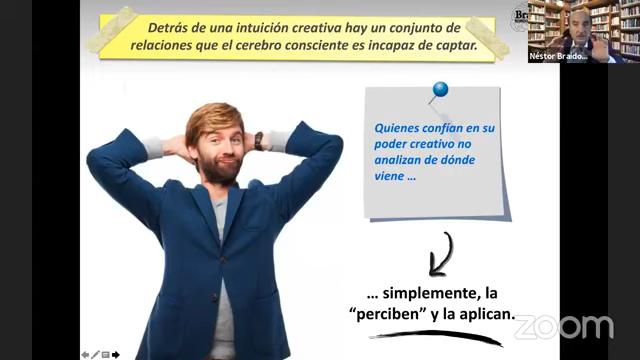 Detrás de una intuición creativa hay un conjunto de
relaciones que el cerebro consciente es incapaz de captar.
Quienes confían en su
poder creativo no
analizan de dónde
viene ...
... simplemente, la
“perciben” y la aplican.
Néstor Braido...
zoom